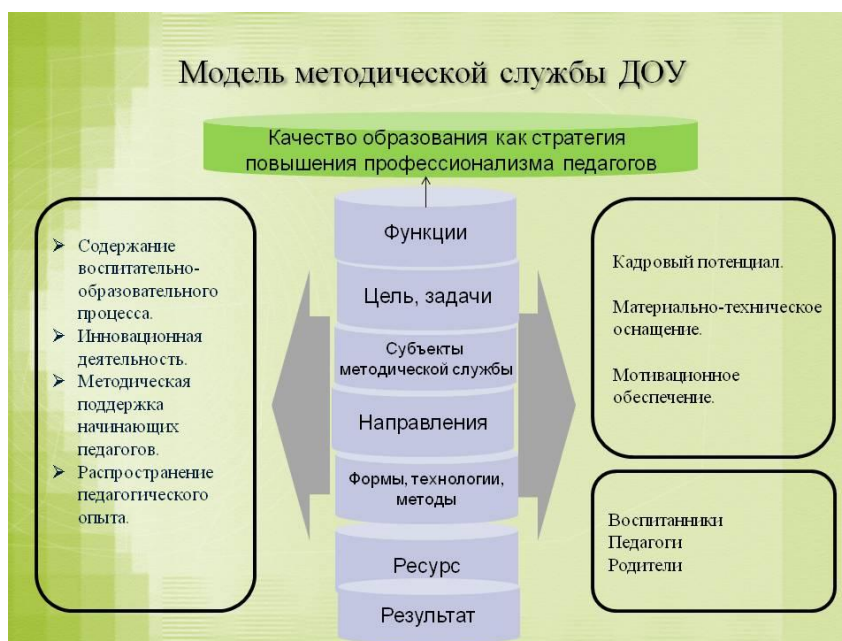 Модель методической службы ДОУ
Качество образования как стратегия
повышения профессионализма педагогов
Содержание
воспитательно-
образовательного
процесса.
Инновационная
деятельность.
Методическая
поддержка
начинающих
педагогов.
Распространение
педагогического
опыта.
Функции
Цель, задачи
Субъекты
методической службы
Направления
Формы, технологии,
методы
Ресурс
Результат
Кадровый потенциал.
Материально-техническое
оснащение.
Мотивационное
обеспечение.
Воспитанники
Педагоги
Родители